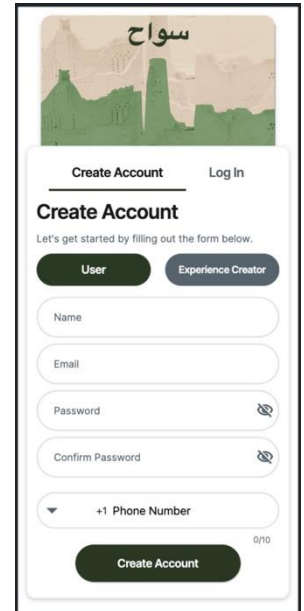 سواح
Create Account Log In
Create Account
Let's get started by filling out the form below.
User Experience Creator
Name
Email
Password
Confirm Password
+1 Phone Number
0/10
Create Account